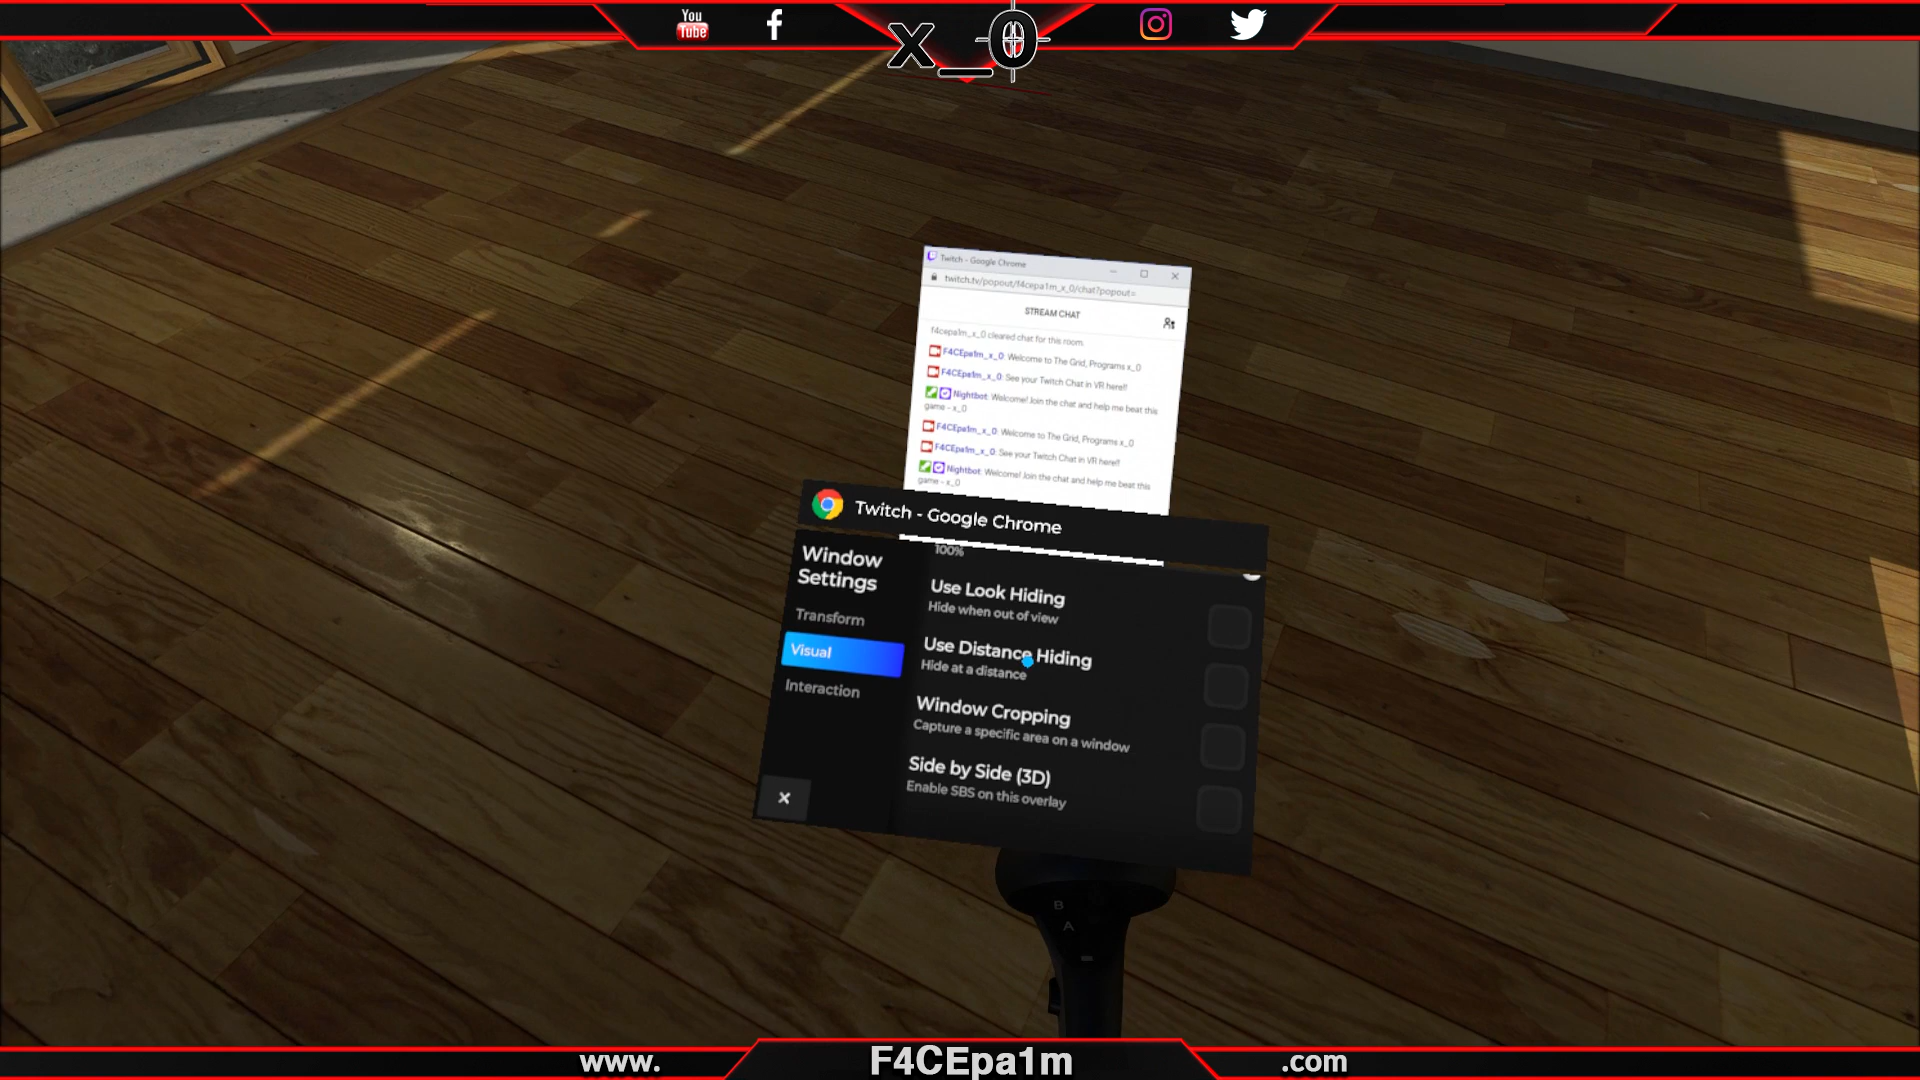 You
Tube
X_0
Twitch - Google Chrome
twitch.tv/popout/f4cepa1m_x_0/chat?popout=
STREAM CHAT
f4cepa1m_x_0 cleared chat for this room.
F4CEpa1m_x_0: Welcome to The Grid, Programs x_0
F4CEpa1m_x_0: See your Twitch Chat in VR here!!
Nightbot: Welcome! Join the chat and help me beat this
game - x_0
F4CEpa1m_x_0: Welcome to The Grid, Programs x_0
F4CEpa1m_x_0: See your Twitch Chat in VR here!!
Nightbot: Welcome! Join the chat and help me beat this
game - x_0
Twitch - Google Chrome
Window
Settings
Transform
Visual
Interaction
100%
Use Look Hiding
Hide when out of view
Use Distance Hiding
Hide at a distance
Window Cropping
Capture a specific area on a window
Side by Side (3D)
Enable SBS on this overlay
B
A
www.
F4CEpa1m
.com